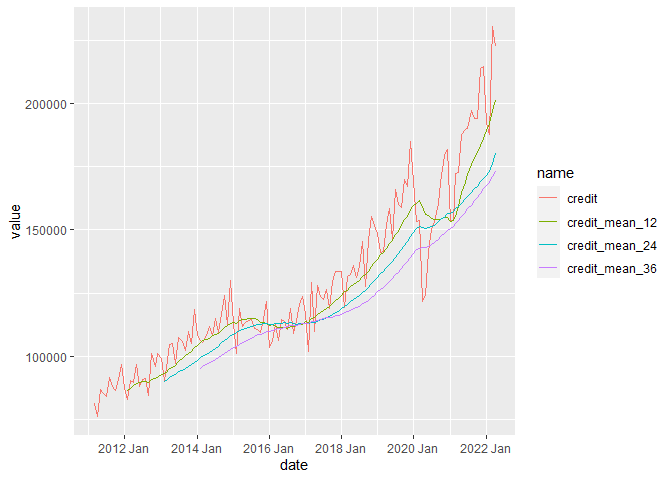 value
200000
150000
100000
2012 Jan
2014 Jan
2016 Jan
2018 Jan
2020 Jan
2022 Jan
date
name
credit
credit_mean_12
credit_mean_24
credit_mean_36